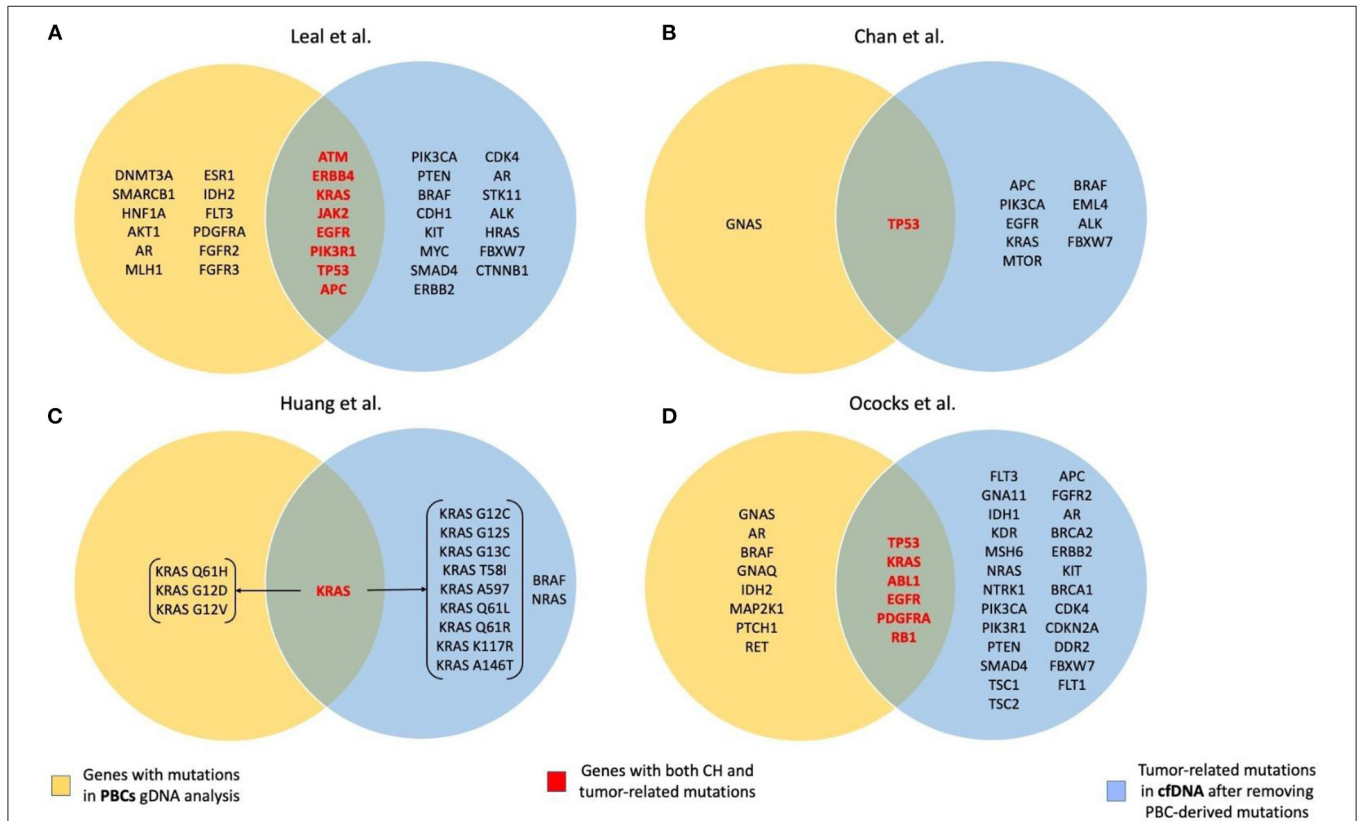 A
Leal et al.
DNMT3A
SMARCB1
HNF1A
AKT1
AR
MLH1
ESR1
IDH2
FLT3
PDGFRA
FGFR2
FGFR3
ATM
ERBB4
KRAS
JAK2
EGFR
PIK3R1
TP53
APC
PIK3CA
PTEN
BRAF
CDH1
KIT
MYC
SMAD4
ERBB2
CDK4
AR
STK11
ALK
HRAS
FBXW7
CTNNB1
B
Chan et al.
GNAS
TP53
APC
PIK3CA
EGFR
KRAS
MTOR
BRAF
EML4
ALK
FBXW7
C
Huang et al.
KRAS Q61H
KRAS G12D
KRAS G12V
KRAS
KRAS G12C
KRAS G12S
KRAS G13C
KRAS T58I
KRAS A597
KRAS Q61L
KRAS Q61R
KRAS K117R
KRAS A146T
BRAF
NRAS
D
Ococks et al.
GNAS
AR
BRAF
GNAQ
IDH2
MAP2K1
PTCH1
RET
TP53
KRAS
ABL1
EGFR
PDGFRA
RB1
FLT3
GNA11
IDH1
KDR
MSH6
NRAS
NTRK1
PIK3CA
PIK3R1
PTEN
SMAD4
TSC1
TSC2
APC
FGFR2
AR
BRCA2
ERBB2
KIT
BRCA1
CDK4
CDKN2A
DDR2
FBXW7
FLT1
Genes with mutations
in PBCs gDNA analysis
Genes with both CH and
tumor-related mutations
Tumor-related mutations
in cfDNA after removing
PBC-derived mutations